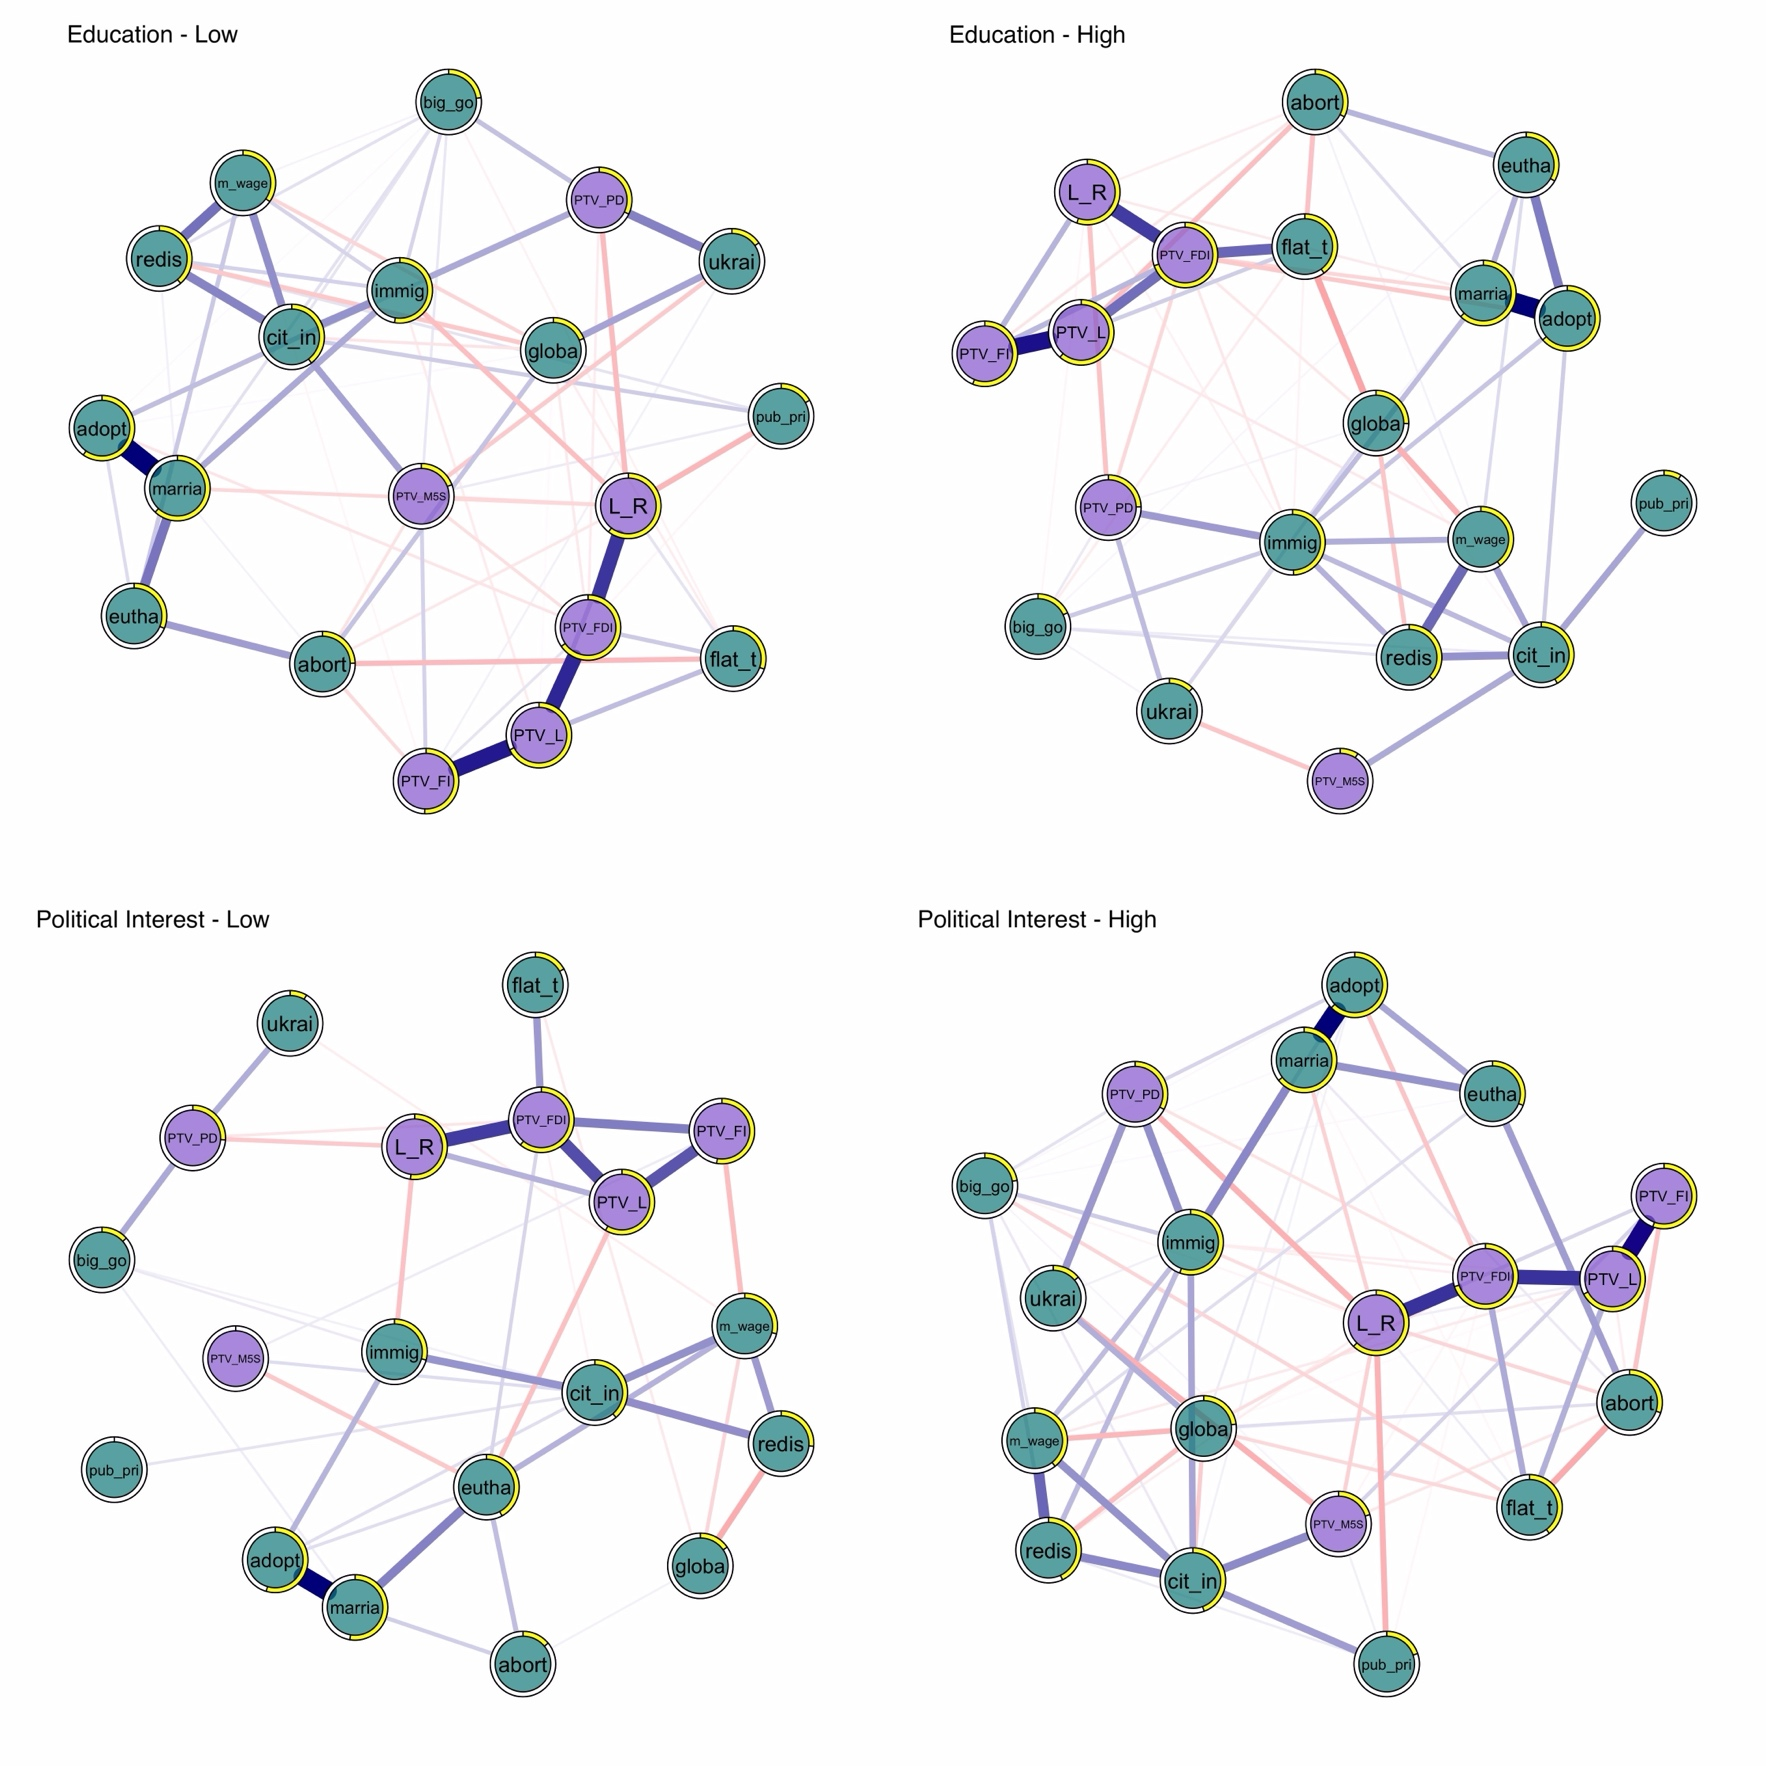 Education - Low
big_go
m_wage
PTV_PD
redis
ukrai
immig
cit_in
globa
adopt
pub_pri
marria
PTV_M5S
L_R
eutha
PTV_FDI
abort
flat_t
PTV_L
PTV_FI
Education - High
abort
eutha
L_R
flat_t
PTV_FDI
marria
adopt
PTV_L
PTV_FI
globa
pub_pri
PTV_PD
immig
m_wage
big_go
redis
cit_in
ukrai
PTV_M5S
Political Interest - Low
flat_t
ukrai
PTV_FDI
PTV_FI
PTV_PD
L_R
PTV_L
big_go
m_wage
immig
PTV_M5S
cit_in
redis
pub_pri
eutha
adopt
globa
marria
abort
Political Interest - High
adopt
marria
PTV_PD
eutha
big_go
PTV_FI
immig
PTV_FDI
PTV_L
ukrai
L_R
abort
globa
m_wage
flat_t
PTV_M5S
redis
cit_in
pub_pri